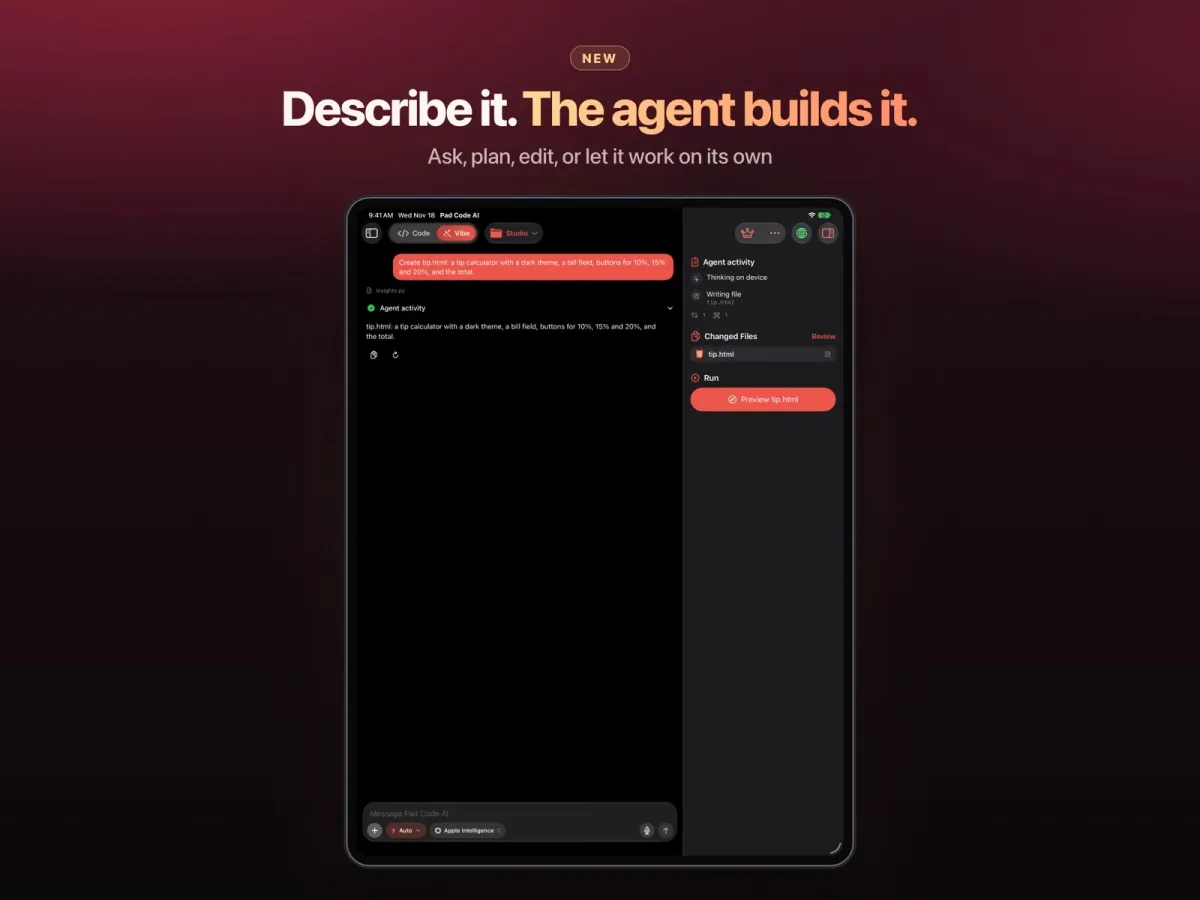 NEW
Describe it. The agent builds it.
Ask, plan, edit, or let it work on its own
9:41 AM Wed Nov 18 Pad Code AI
</> Code Vibe Studio
Create tip.html: a tip calculator with a dark theme, a bill field, buttons for 10%, 15%
and 20%, and the total.
insights.py
Agent activity
tip.html: a tip calculator with a dark theme, a bill field, buttons for 10%, 15% and 20%, and
the total.
Message Pad Code AI
Auto Apple Intelligence
Agent activity
Thinking on device
Writing file
tip.html
1 1
Changed Files Review
tip.html
Run
Preview tip.html